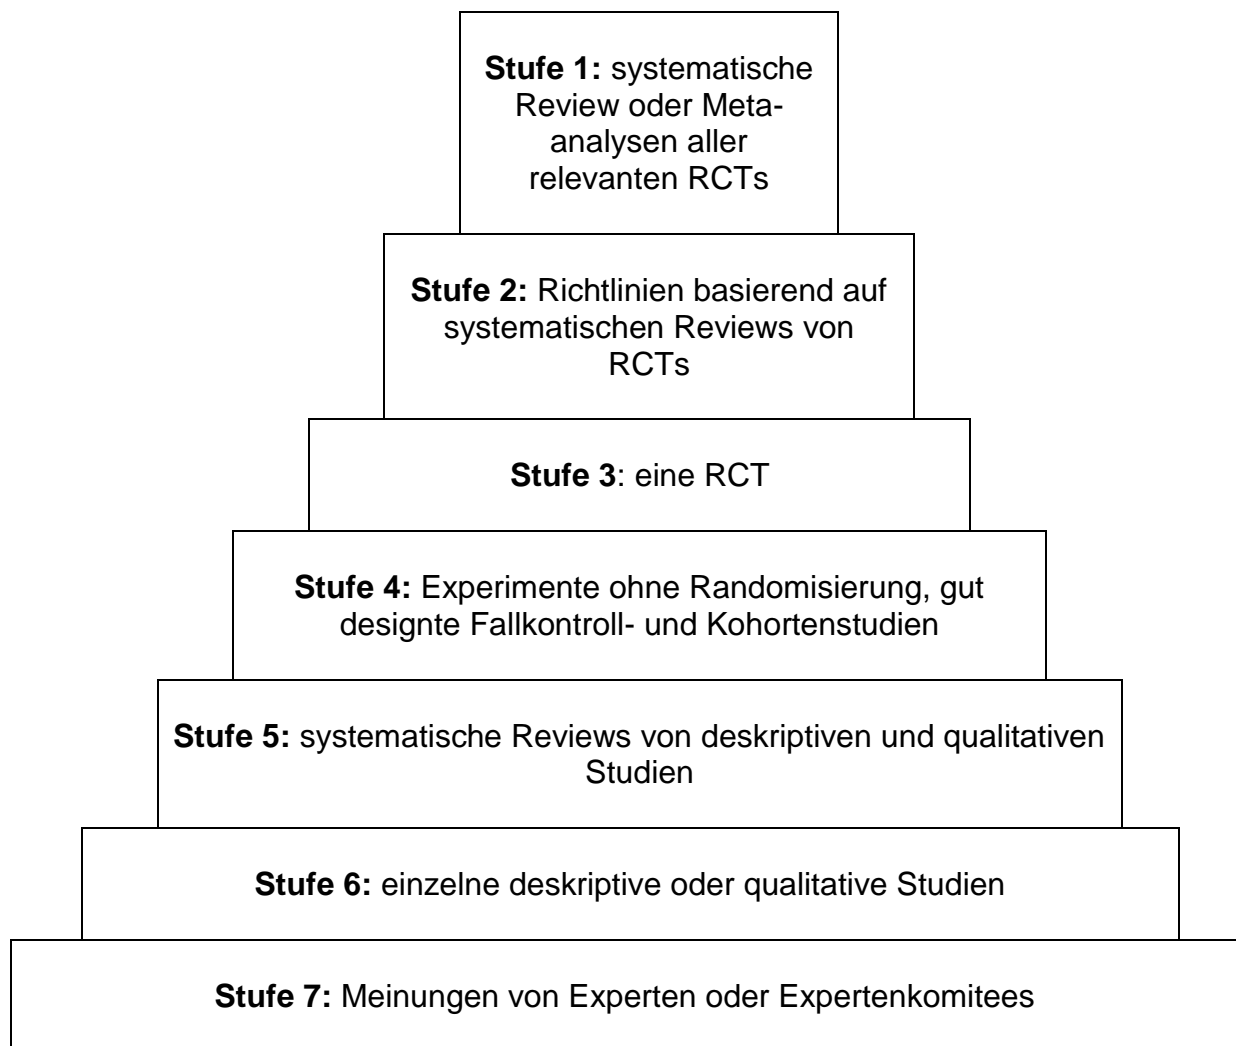 Stufe 1: systematische
Review oder Meta-
analysen aller
relevanten RCTs
Stufe 2: Richtlinien basierend auf
systematischen Reviews von
RCTs
Stufe 3: eine RCT
Stufe 4: Experimente ohne Randomisierung, gut
designte Fallkontroll- und Kohortenstudien
Stufe 5: systematische Reviews von deskriptiven und qualitativen
Studien
Stufe 6: einzelne deskriptive oder qualitative Studien
Stufe 7: Meinungen von Experten oder Expertenkomitees